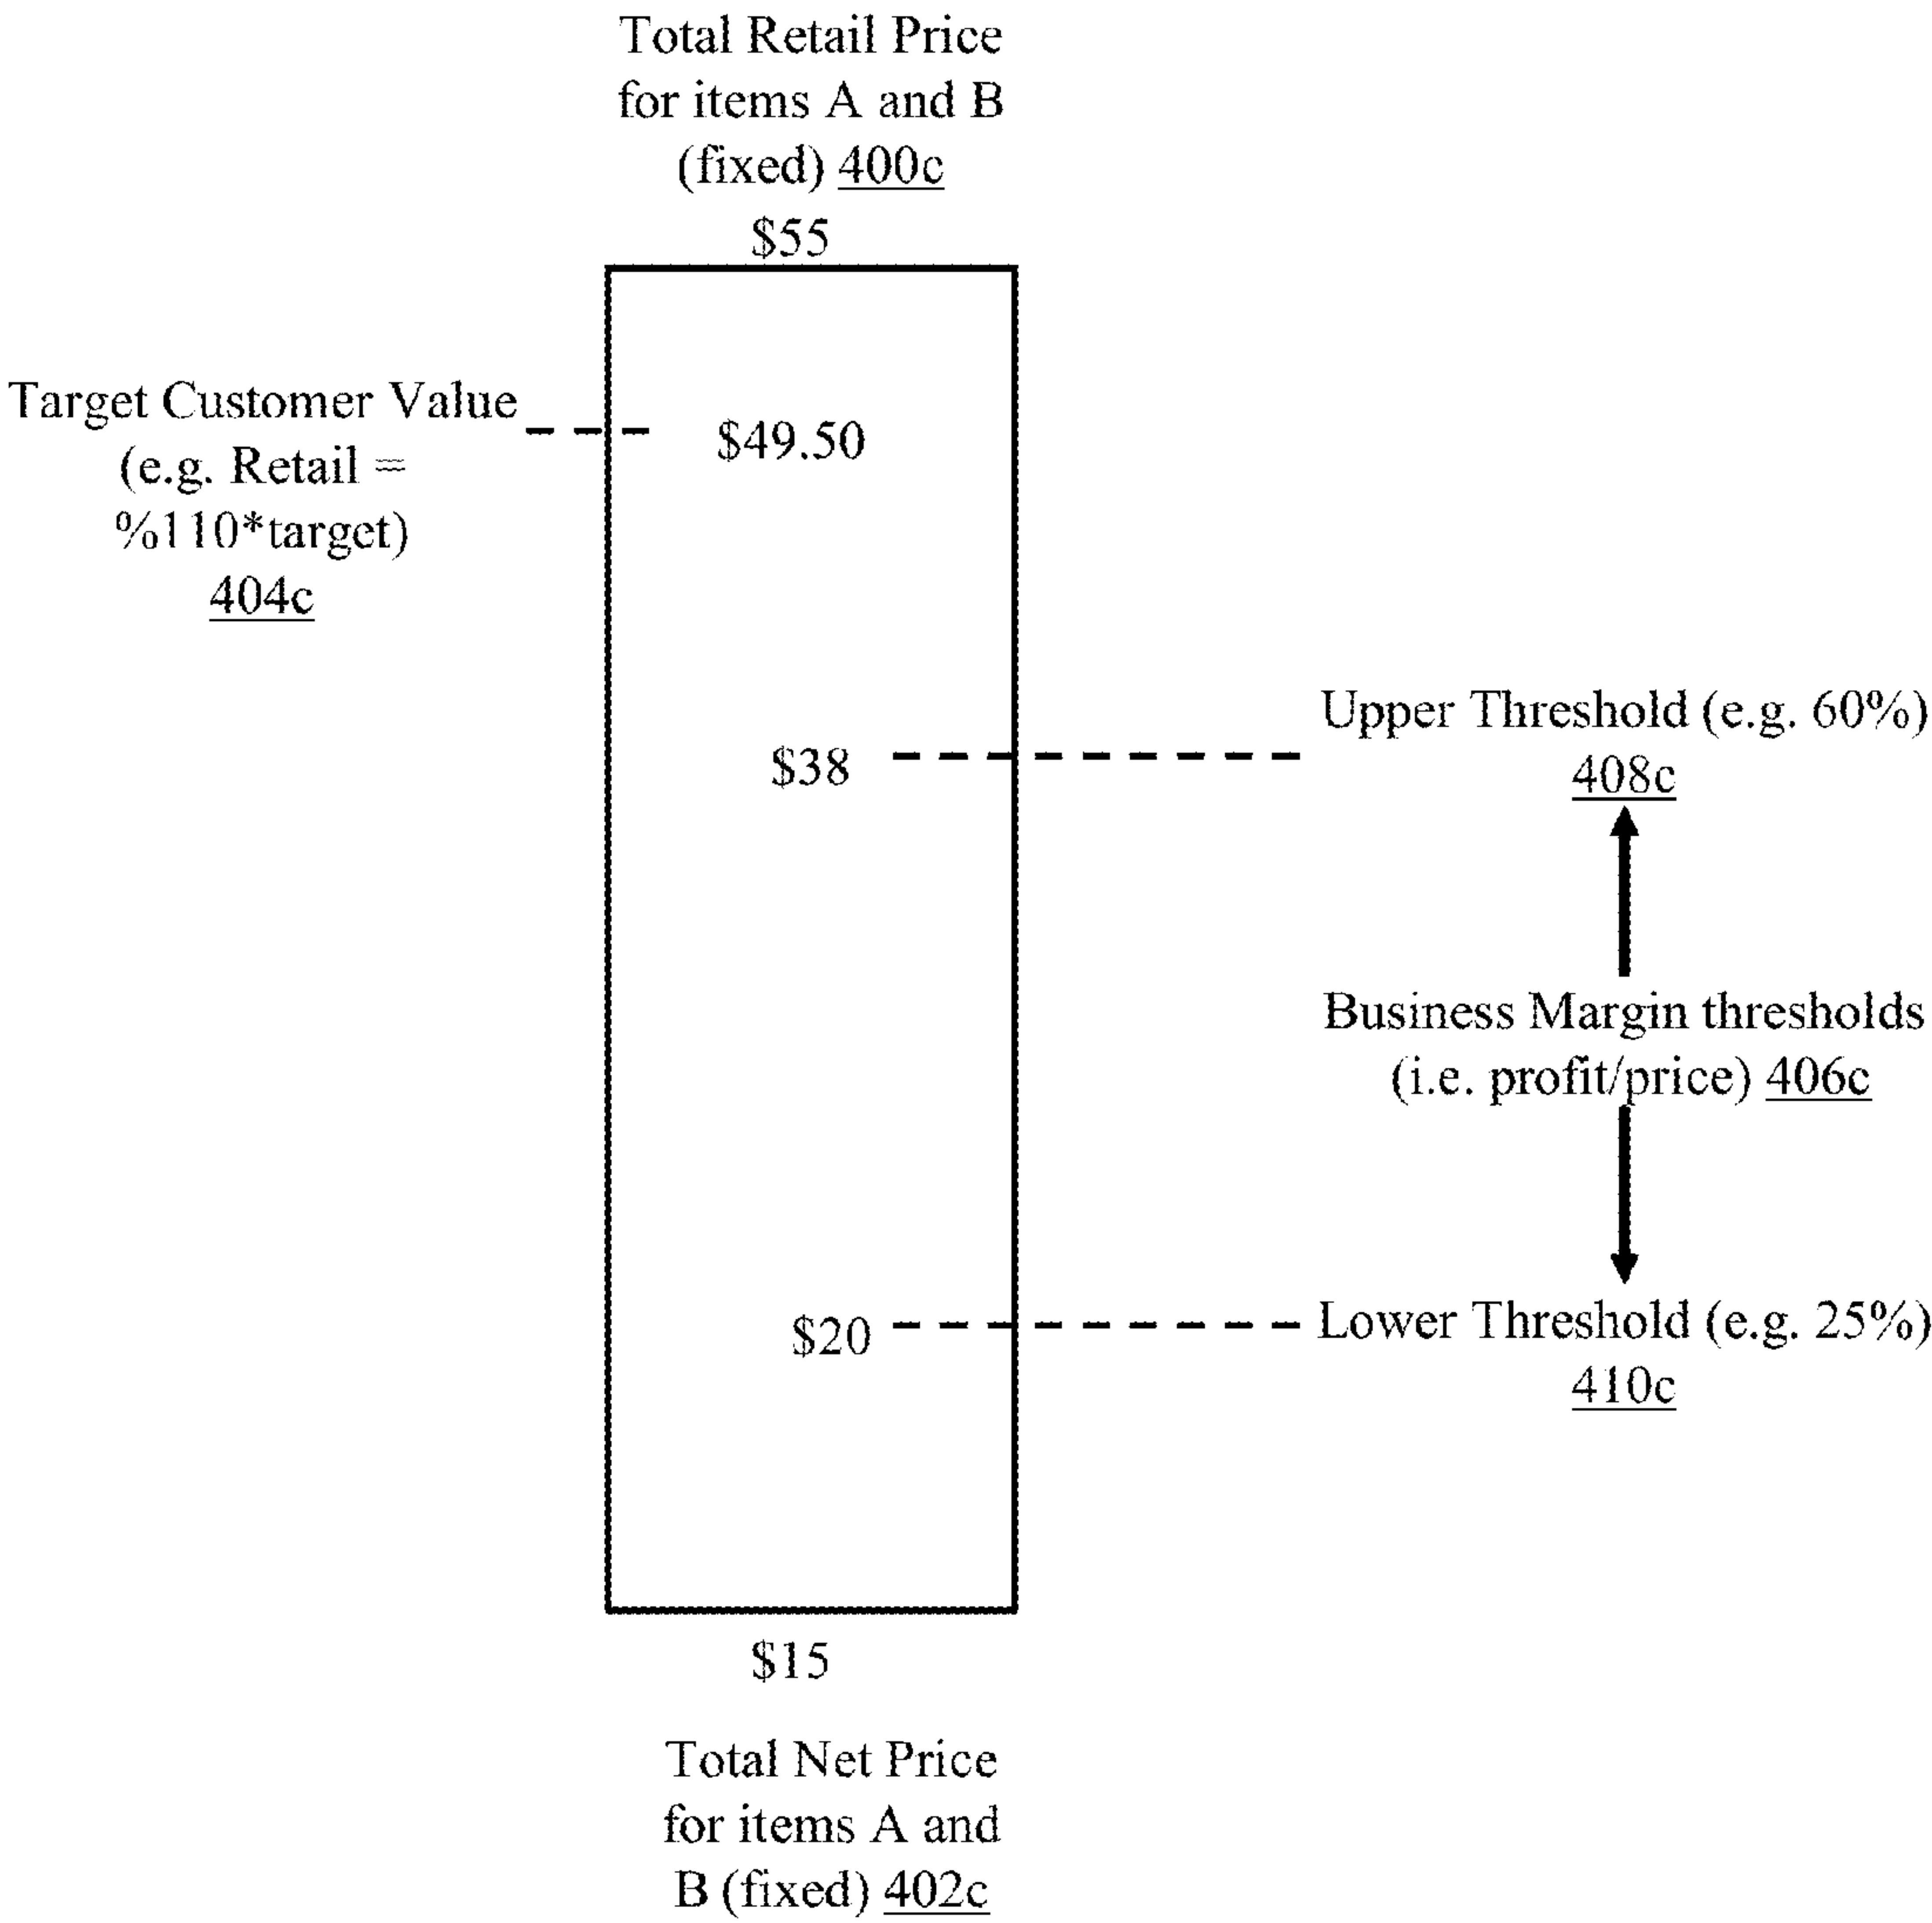 Total Retail Price
for items A and B
(fixed) 400c
$55
Target Customer Value
(e.g. Retail =
%110*target)
404c
$49.50
Upper Threshold (e.g. 60%)
408c
$38
Business Margin thresholds
(i.e. profit/price) 406c
$20
Lower Threshold (e.g. 25%)
410c
$15
Total Net Price
for items A and
B (fixed) 402c